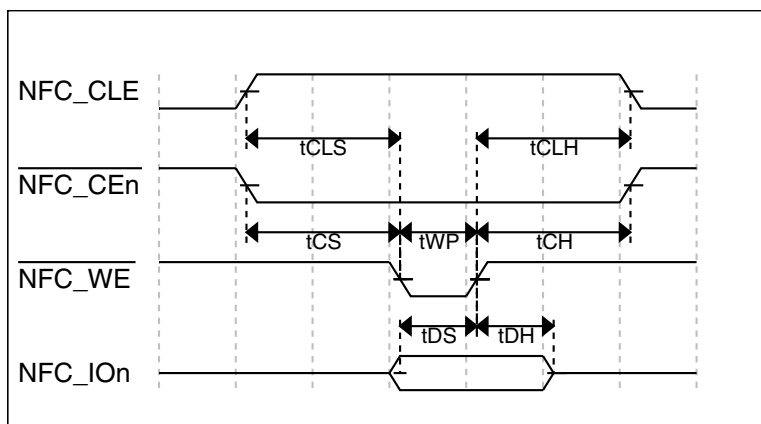 NFC_CLE
tCLS tCLH
NFC_CEn
tCS tWP tCH
NFC_WE
tDS tDH
NFC_IOn